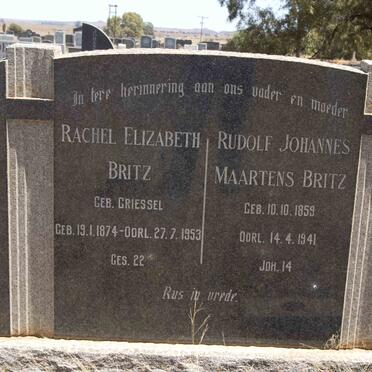 In tere herinnering aan ons vader en moeder
RACHEL ELIZABETH
BRITZ
GEB. GRIESSEL
GEB. 19.1.1874-OORL. 27.7.1953
GES. 22
RUDOLF JOHANNES
MAARTENS BRITZ
GEB. 10.10.1859
OORL. 14.4.1941
JOH. 14
Rus in vrede.